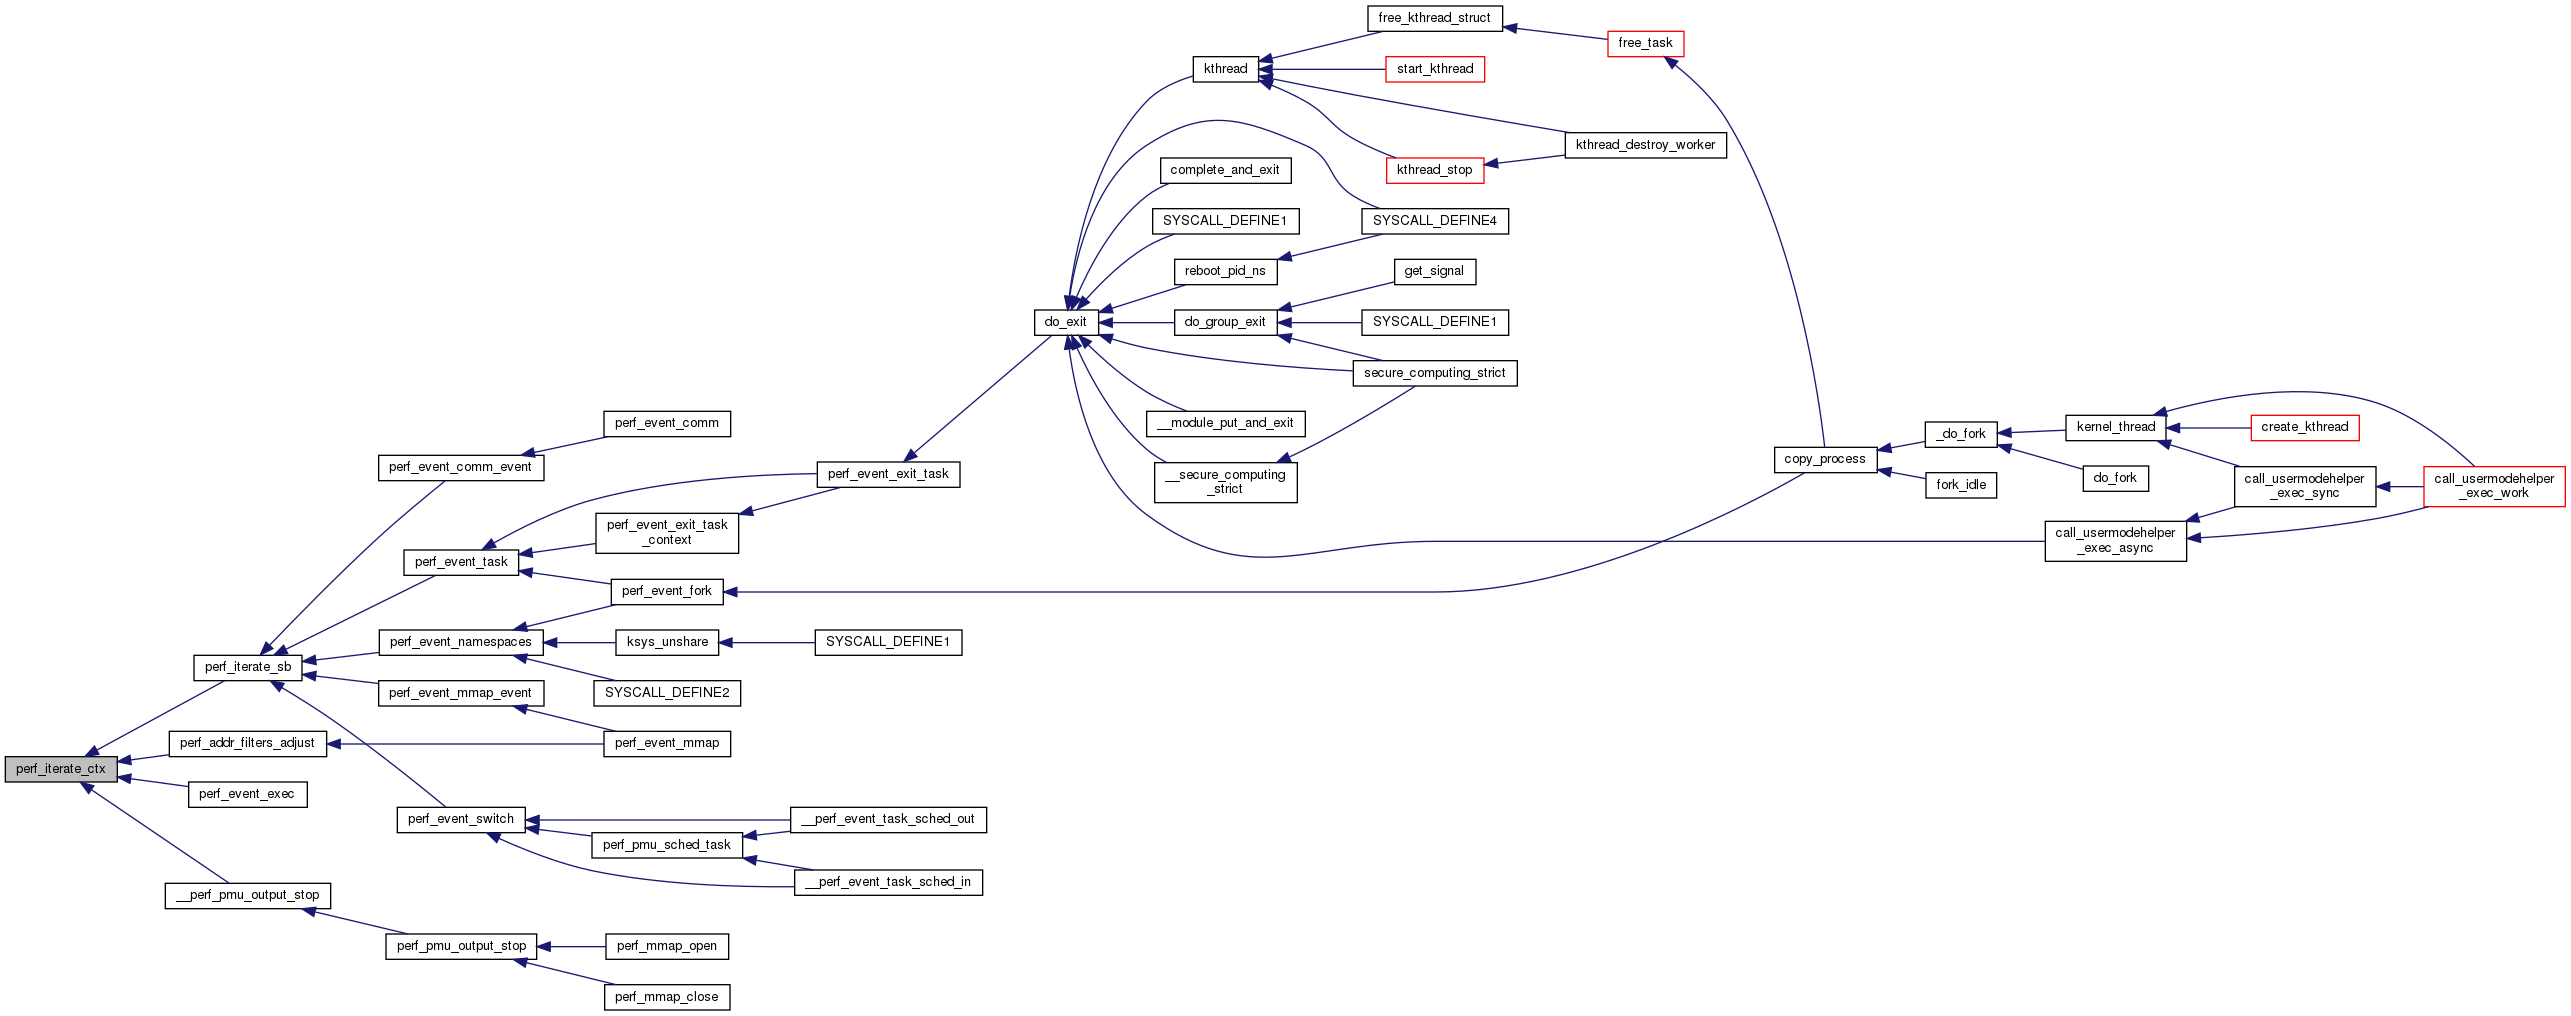 free_kthread_struct
free_task
kthread
start_kthread
kthread_destroy_worker
complete_and_exit
kthread_stop
SYSCALL_DEFINE1
SYSCALL_DEFINE4
reboot_pid_ns
get_signal
do_exit
do_group_exit
SYSCALL_DEFINE1
secure_computing_strict
__module_put_and_exit
__secure_computing
_strict
perf_event_comm
perf_event_comm_event
perf_event_exit_task
perf_event_exit_task
_context
perf_event_task
perf_event_fork
perf_event_namespaces
ksys_unshare
SYSCALL_DEFINE1
perf_iterate_sb
perf_event_mmap_event
SYSCALL_DEFINE2
perf_addr_filters_adjust
perf_event_mmap
perf_iterate_ctx
perf_event_exec
perf_event_switch
__perf_event_task_sched_out
perf_pmu_sched_task
__perf_event_task_sched_in
__perf_pmu_output_stop
perf_pmu_output_stop
perf_mmap_open
perf_mmap_close
copy_process
_do_fork
fork_idle
kernel_thread
do_fork
create_kthread
call_usermodehelper
_exec_sync
call_usermodehelper
_exec_work
call_usermodehelper
_exec_async